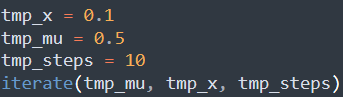 tmp_x = 0.1
tmp_mu = 0.5
tmp_steps = 10
iterate(tmp_mu, tmp_x, tmp_steps)